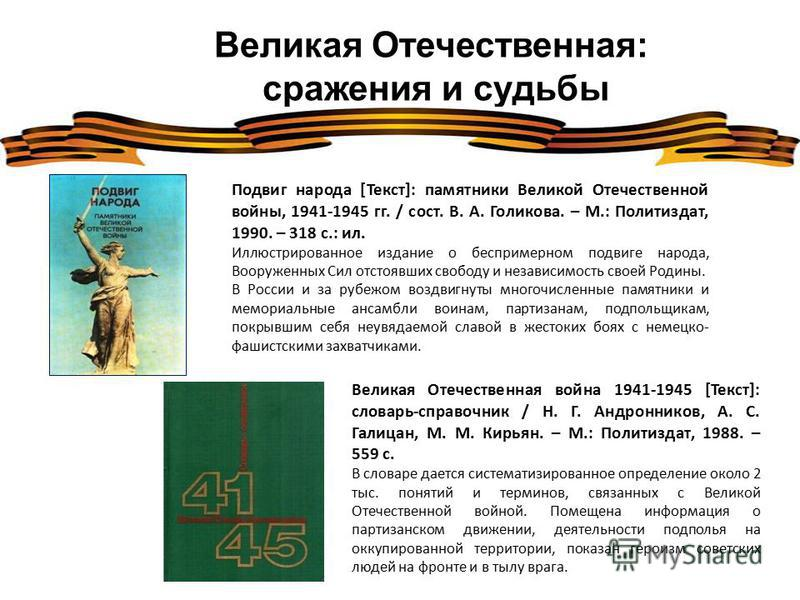 Великая Отечественная:
сражения и судьбы
ПОДВИГ
НАРОДА
ПАМЯТНИКИ
ВЕЛИКОЙ
ОТЕЧЕСТВЕННОЙ
ВОЙНЫ
Подвиг народа [Текст]: памятники Великой Отечественной
войны, 1941-1945 гг. / сост. В. А. Голикова. – М.: Политиздат,
1990. – 318 с.: ил.
Иллюстрированное издание о беспримерном подвиге народа,
Вооруженных Сил отстоявших свободу и независимость своей Родины.
В России и за рубежом воздвигнуты многочисленные памятники и
мемориальные ансамбли воинам, партизанам, подпольщикам,
покрывшим себя неувядаемой славой в жестоких боях с немецко-
фашистскими захватчиками.
41
45
Великая Отечественная война 1941-1945 [Текст]:
словарь-справочник / Н. Г. Андронников, А. С.
Галицан, М. М. Кирьян. – М.: Политиздат, 1988. –
559 с.
В словаре дается систематизированное определение около 2
тыс. понятий и терминов, связанных с Великой
Отечественной войной. Помещена информация о
партизанском движении, деятельности подполья на
оккупированной территории, показан героизм советских
людей на фронте и в тылу врага.
MyShared